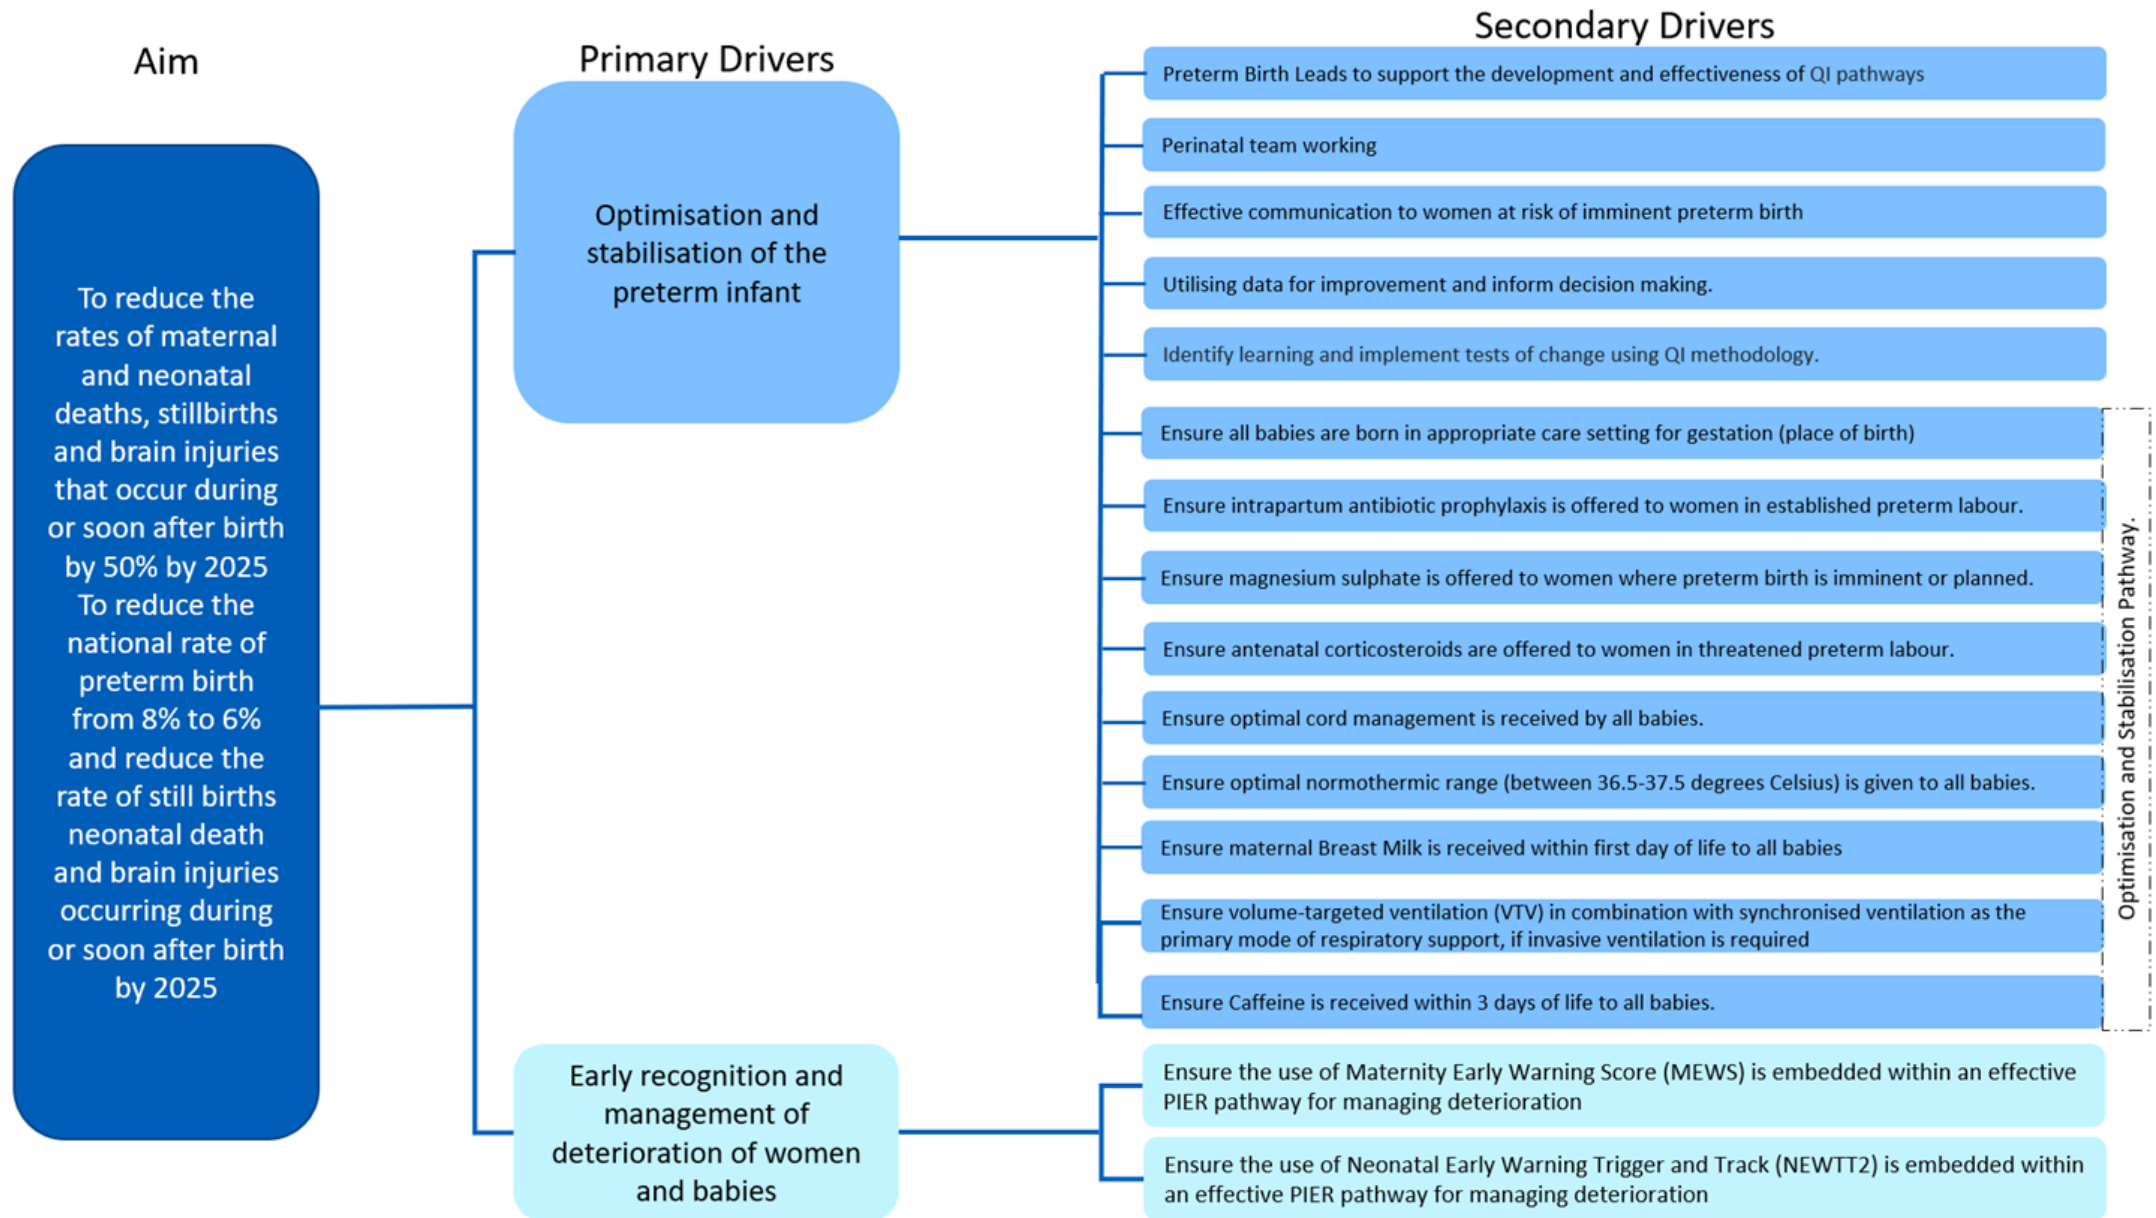 Aim
Primary Drivers
Secondary Drivers
To reduce the
rates of maternal
and neonatal
deaths, stillbirths
and brain injuries
that occur during
or soon after birth
by 50% by 2025
To reduce the
national rate of
preterm birth
from 8% to 6%
and reduce the
rate of still births
neonatal death
and brain injuries
occurring during
or soon after birth
by 2025
Optimisation and
stabilisation of the
preterm infant
Early recognition and
management of
deterioration of women
and babies
Preterm Birth Leads to support the development and effectiveness of QI pathways
Perinatal team working
Effective communication to women at risk of imminent preterm birth
Utilising data for improvement and inform decision making.
Identify learning and implement tests of change using QI methodology.
Ensure all babies are born in appropriate care setting for gestation (place of birth)
Ensure intrapartum antibiotic prophylaxis is offered to women in established preterm labour.
Ensure magnesium sulphate is offered to women where preterm birth is imminent or planned.
Ensure antenatal corticosteroids are offered to women in threatened preterm labour.
Ensure optimal cord management is received by all babies.
Ensure optimal normothermic range (between 36.5-37.5 degrees Celsius) is given to all babies.
Ensure maternal Breast Milk is received within first day of life to all babies
Ensure volume-targeted ventilation (VTV) in combination with synchronised ventilation as the
primary mode of respiratory support, if invasive ventilation is required
Ensure Caffeine is received within 3 days of life to all babies.
Optimisation and Stabilisation Pathway.
Ensure the use of Maternity Early Warning Score (MEWS) is embedded within an effective
PIER pathway for managing deterioration
Ensure the use of Neonatal Early Warning Trigger and Track (NEWTT2) is embedded within
an effective PIER pathway for managing deterioration